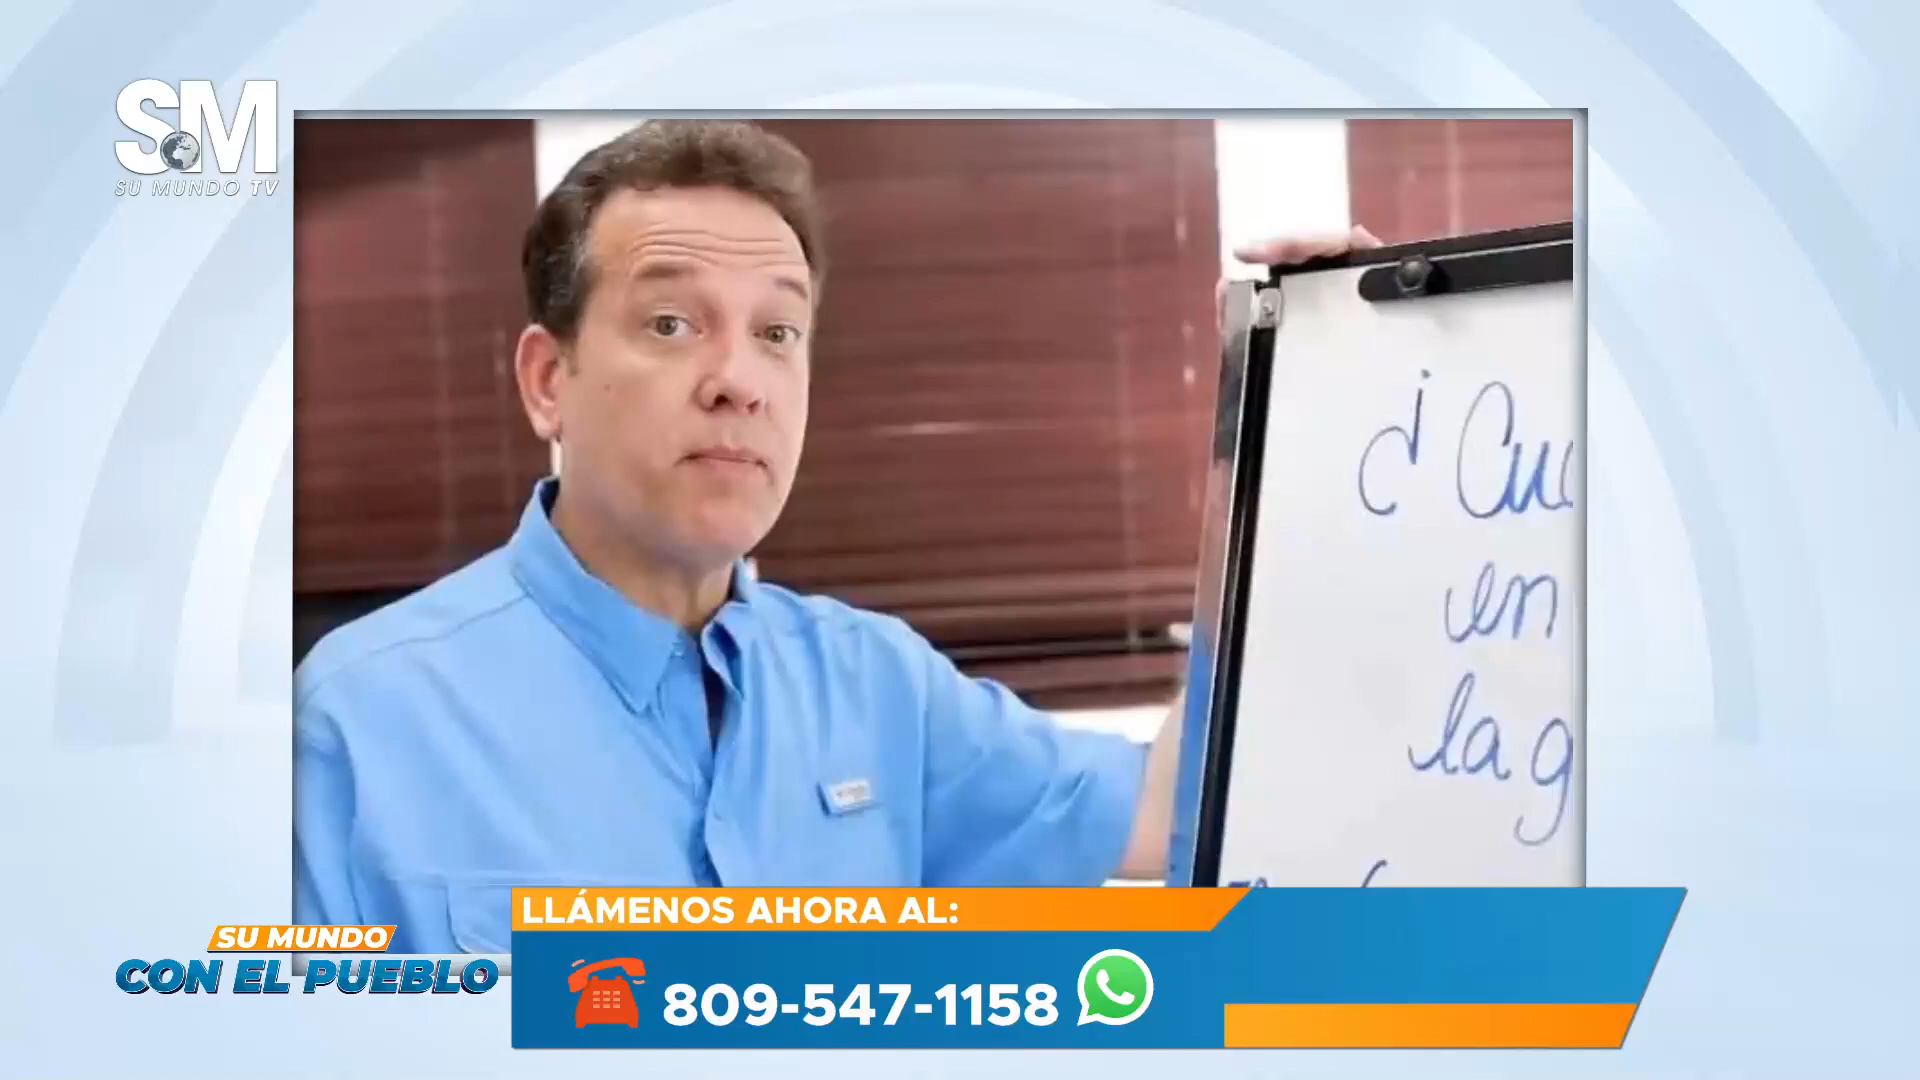 SM
SU MUNDO TV
¿Cu
en
la g
LLÁMENOS AHORA AL:
SU MUNDO
CON EL PUEBLO
809-547-1158